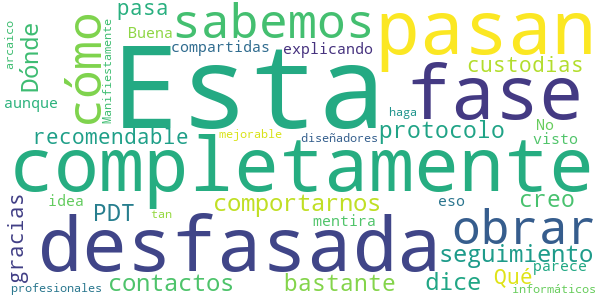 pasa
sabemos
pasan
arcaico
Dónde
cómo
Manifiestamente
Buena
compartidas
explicando
custodias
Esta
fase
aunque
recomendable
mejorable
diseñadores
haga
protocolo
No
visto
completamente
gracias
idea
PDT
tan
comportarnos
mentira
eso
creo
desfasada
obrar
seguimiento
profesionales
contactos
bastante
dice
Qué
parece
informáticos